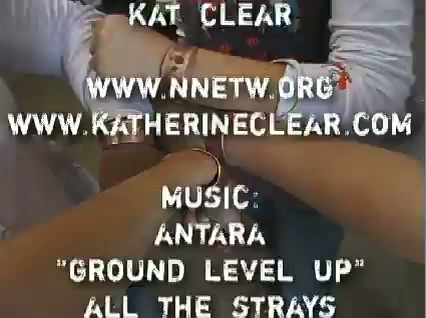 KAT CLEAR
WWW.NNETW.ORG
WWW.KATHERINECLEAR.COM
MUSIC:
ANTARA
"GROUND LEVEL UP"
ALL THE STRAYS